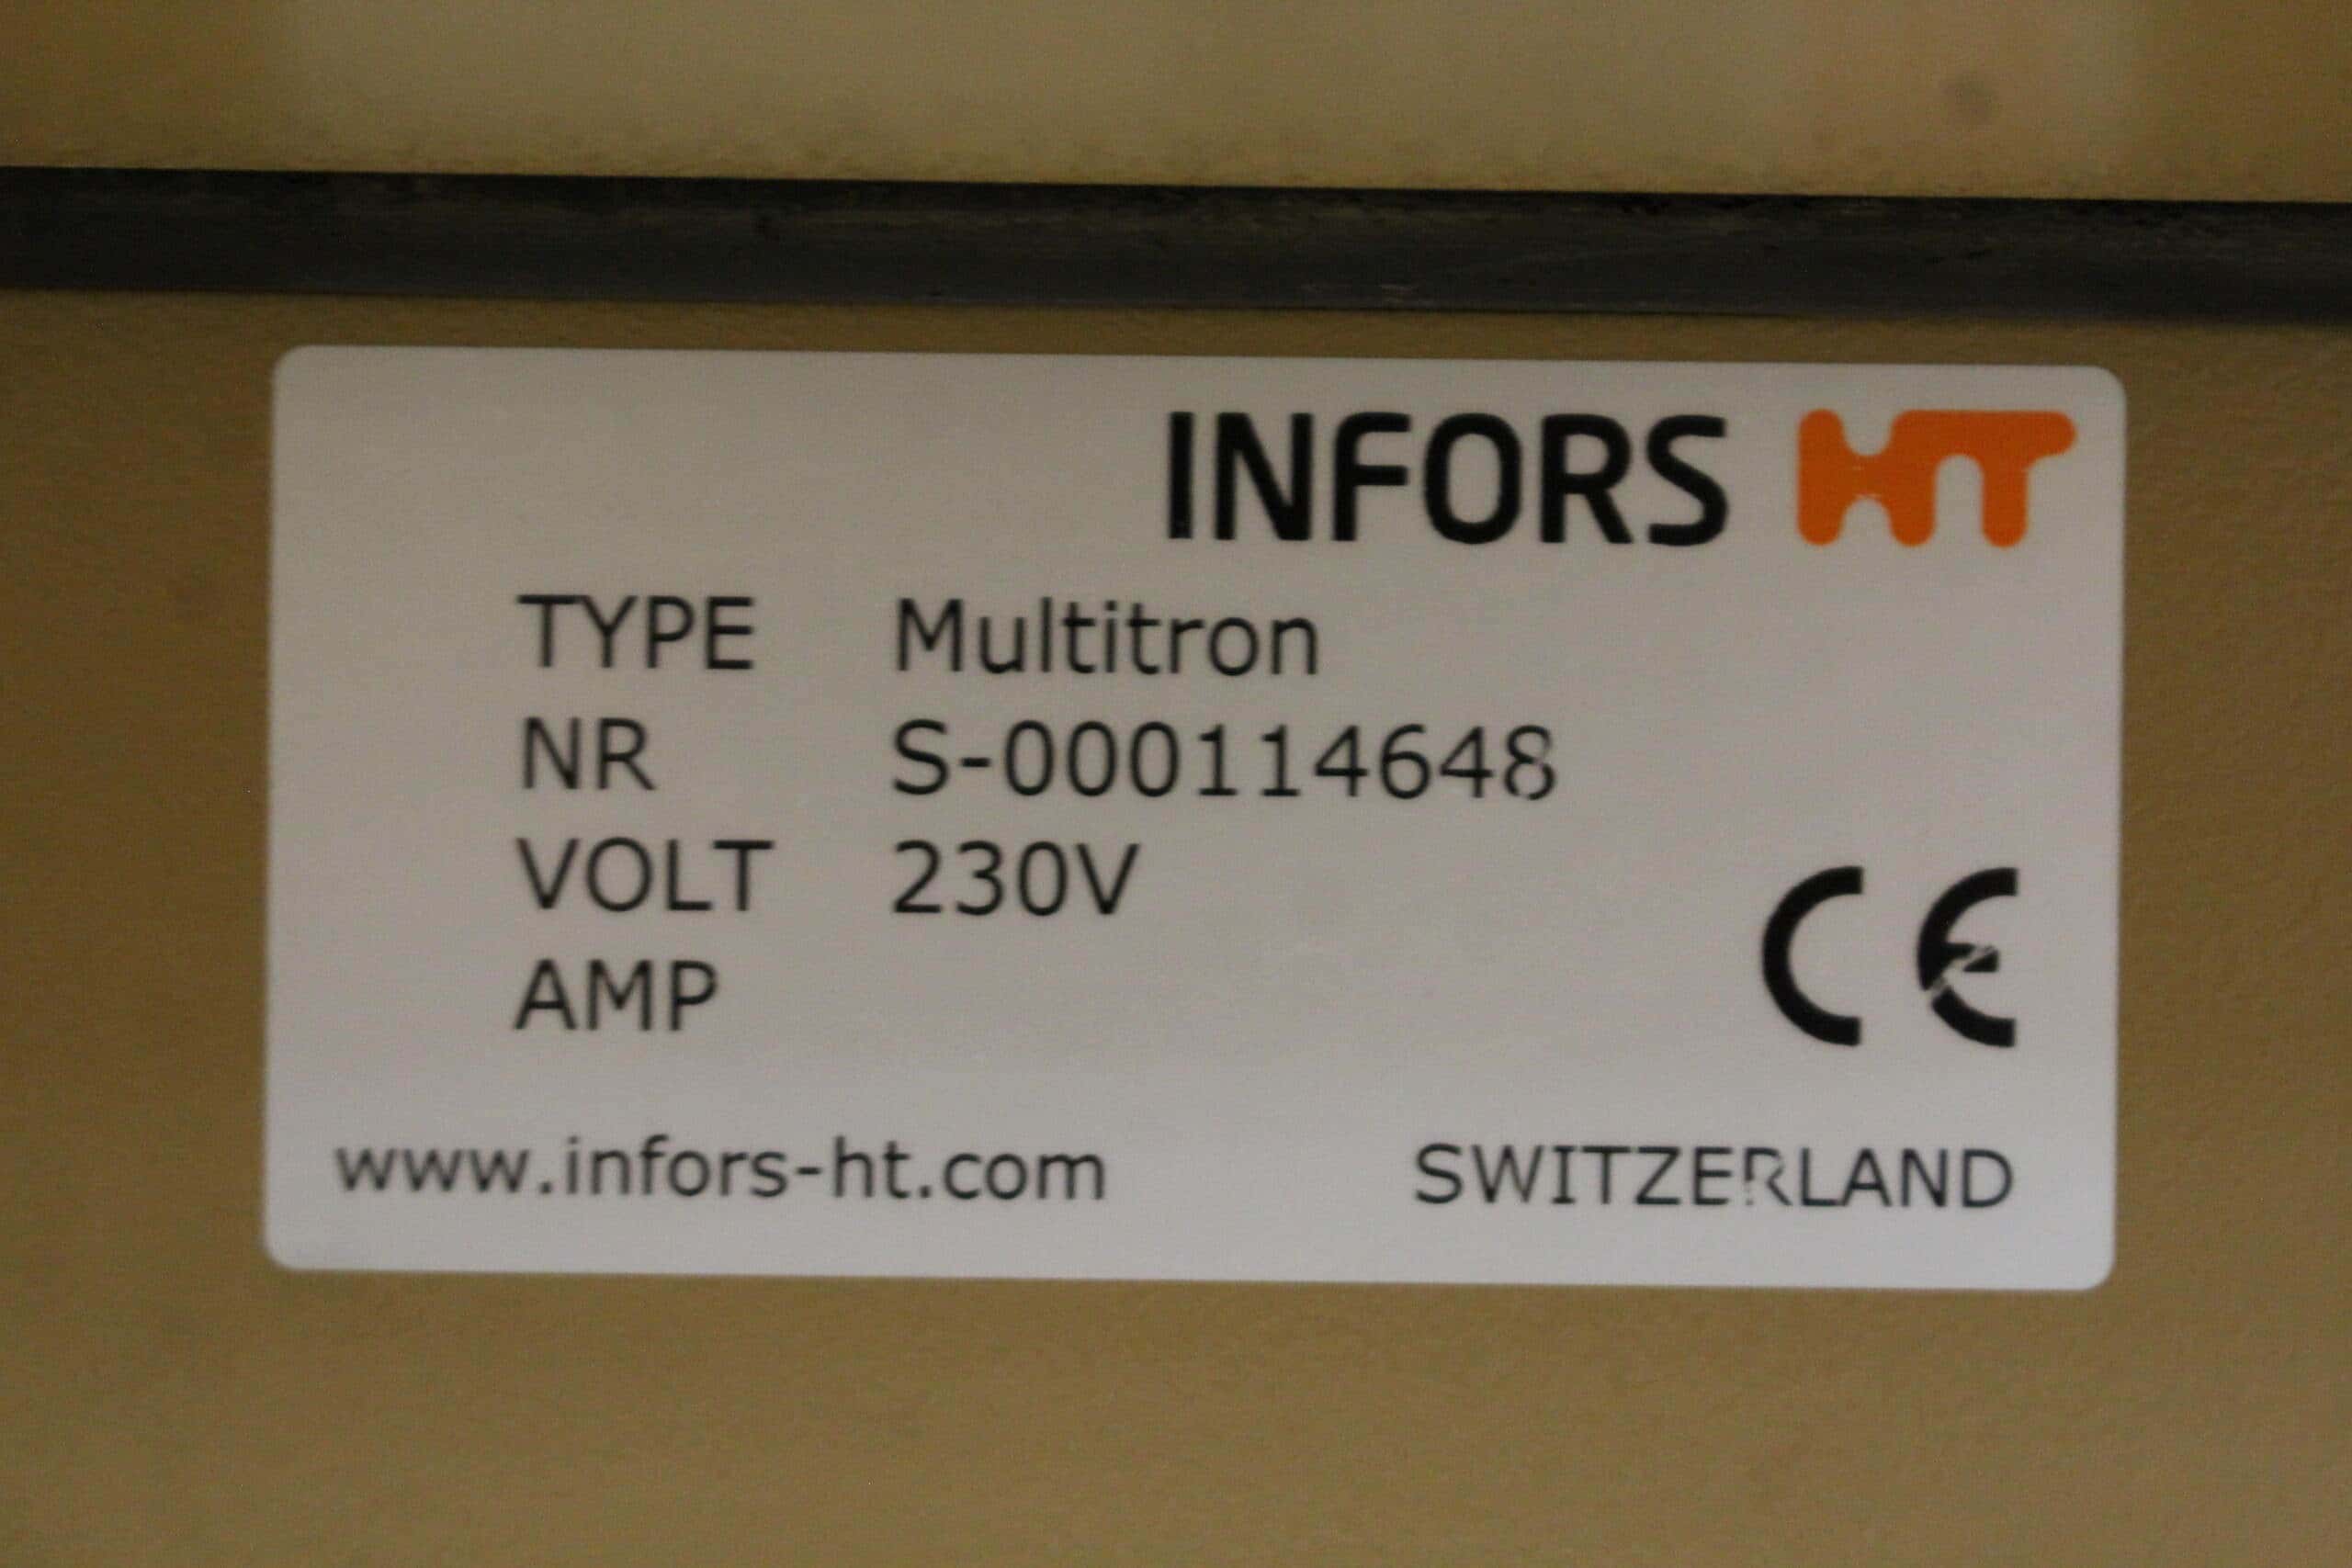 INFORS HT
TYPE Multitron
NR S-000114648
VOLT 230V
AMP
CE
www.infors-ht.com SWITZERLAND